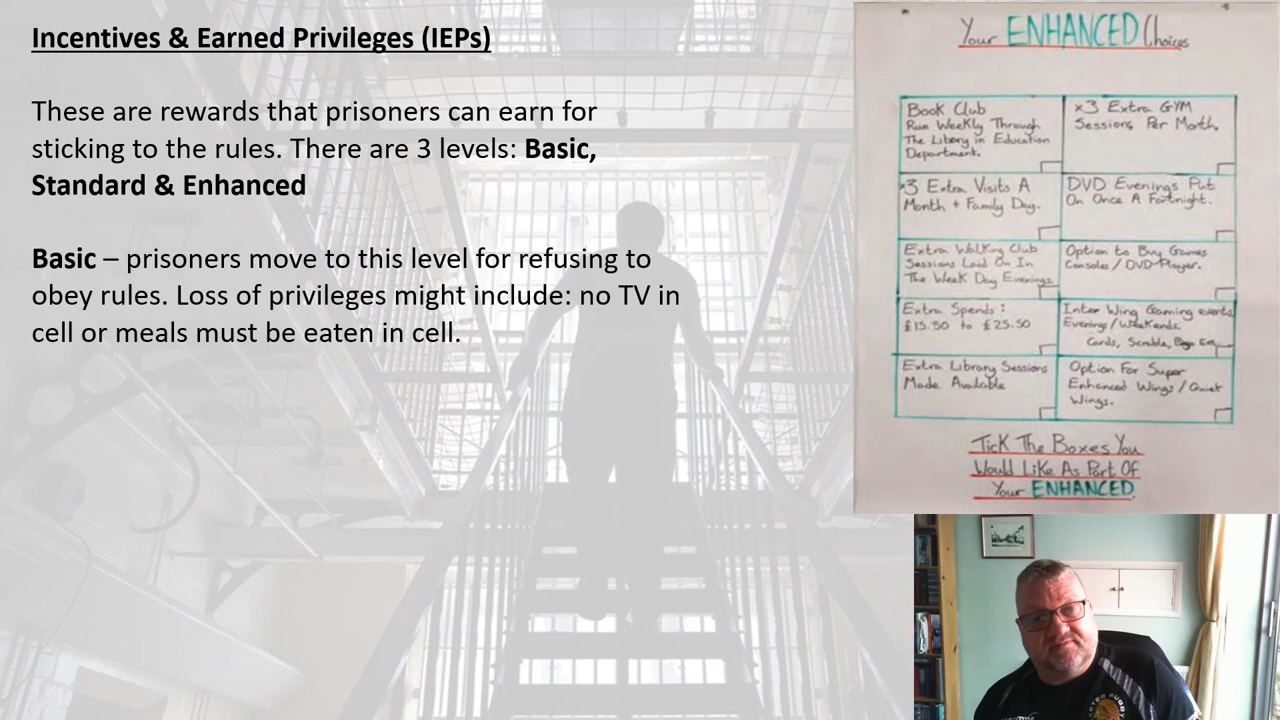 Incentives & Earned Privileges (IEPs)
These are rewards that prisoners can earn for
sticking to the rules. There are 3 levels: Basic,
Standard & Enhanced
Basic – prisoners move to this level for refusing to
obey rules. Loss of privileges might include: no TV in
cell or meals must be eaten in cell.
Your ENHANCED Choices
Book Club
Run Weekly Through
The Library in Education
Department.
x3 Extra GYM
Sessions Per Month.
x3 Extra Visits A
Month + Family Day.
DVD Evenings Put
On Once A Fortnight.
Extra Walking Club
Sessions Laid On In
The Week Day Evenings
Option to Buy Games
Consoles/DVD Player.
Extra Spends:
£15.50 to £25.50
Inter Wing Gaming events
Evenings/Weekends.
Cards, Scrabble,
Extra Library Sessions
Made Available
Option For Super
Enhanced Wings/Quiet
Wings.
Tick The Boxes You
Would Like As Part Of
Your ENHANCED.